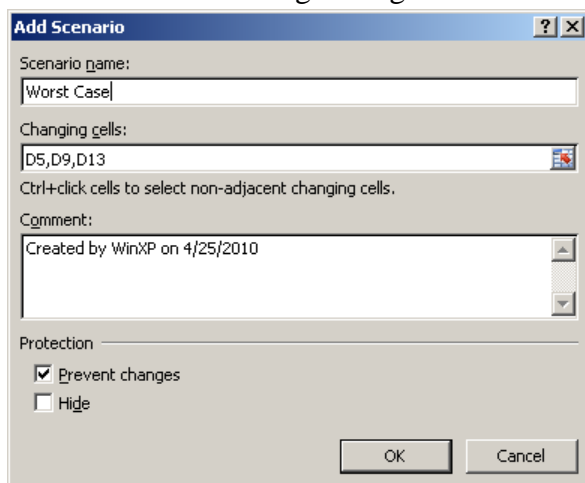 Add Scenario
Scenario name:
Worst Case
Changing cells:
D5,D9,D13
Ctrl+click cells to select non-adjacent changing cells.
Comment:
Created by WinXP on 4/25/2010
Protection
Prevent changes
Hide
OK Cancel